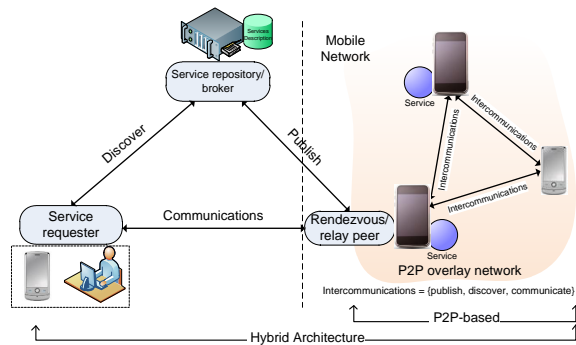 Services
Description
Mobile
Network
Service repository/
broker
Service
Intercommunications
Intercommunications
Discover
Publish
Intercommunications
Service
requester
Communications
Rendezvous/
relay peer
Service
P2P overlay network
Intercommunications = {publish, discover, communicate}
P2P-based
Hybrid Architecture